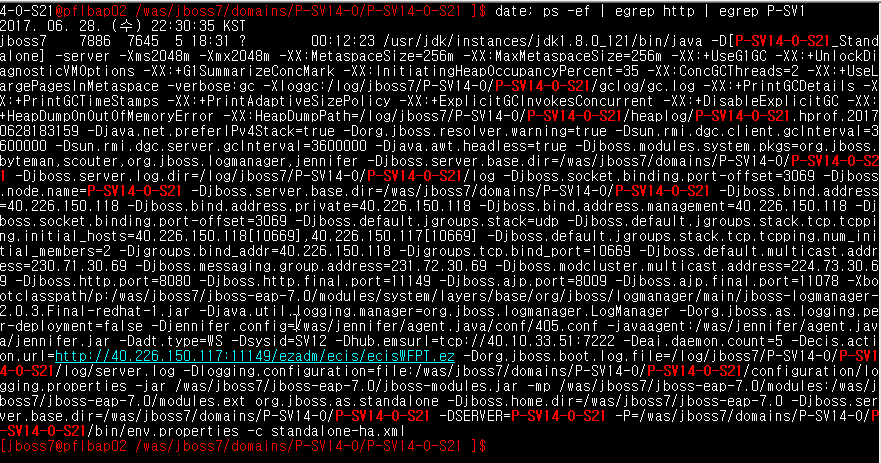 4-0-S21@pflbap02 /was/jboss7/domains/P-SV14-0/P-SV14-0-S21 ]$ date; ps -ef | egrep http | egrep P-SV1
2017. 06. 28. (수) 22:30:35 KST
jboss7    7886  7645  5 18:31 ?        00:12:23 /usr/jdk/instances/jdk1.8.0_121/bin/java -D[P-SV14-0-S21_Stand
alone] -server -Xms2048m -Xmx2048m -XX:MetaspaceSize=256m -XX:MaxMetaspaceSize=256m -XX:+UseG1GC -XX:+UnlockDi
agnosticVMOptions -XX:+G1SummarizeConcMark -XX:InitiatingHeapOccupancyPercent=35 -XX:ConcGCThreads=2 -XX:+UseL
argePagesInMetaspace -verbose:gc -Xloggc:/log/jboss7/P-SV14-0/P-SV14-0-S21/gclog/gc.log -XX:+PrintGCDetails -X
X:+PrintGCTimeStamps -XX:+PrintAdaptiveSizePolicy -XX:+ExplicitGCInvokesConcurrent -XX:+DisableExplicitGC -XX:
+HeapDumpOnOutOfMemoryError -XX:HeapDumpPath=/log/jboss7/P-SV14-0/P-SV14-0-S21/heaplog/P-SV14-0-S21.hprof.2017
0628183159 -Djava.net.preferIPv4Stack=true -Dorg.jboss.resolver.warning=true -Dsun.rmi.dgc.client.gcInterval=3
600000 -Dsun.rmi.dgc.server.gcInterval=3600000 -Djava.awt.headless=true -Djboss.modules.system.pkgs=org.jboss.
byteman,scouter,org.jboss.logmanager,jennifer -Djboss.server.base.dir=/was/jboss7/domains/P-SV14-0/P-SV14-0-S2
1 -Djboss.server.log.dir=/log/jboss7/P-SV14-0/P-SV14-0-S21/log -Djboss.socket.binding.port-offset=3069 -Djboss
.node.name=P-SV14-0-S21 -Djboss.server.base.dir=/was/jboss7/domains/P-SV14-0/P-SV14-0-S21 -Djboss.bind.address
=40.226.150.118 -Djboss.bind.address.private=40.226.150.118 -Djboss.bind.address.management=40.226.150.118 -Dj
boss.socket.binding.port-offset=3069 -Djboss.default.jgroups.stack=udp -Djboss.default.jgroups.stack.tcp.tcppi
ng.initial_hosts=40.226.150.118[10669],40.226.150.117[10669] -Djboss.default.jgroups.stack.tcp.tcpping.num_ini
tial_members=2 -Djgroups.bind_addr=40.226.150.118 -Djgroups.tcp.bind_port=10669 -Djboss.default.multicast.addr
ess=230.71.30.69 -Djboss.messaging.group.address=231.72.30.69 -Djboss.modcluster.multicast.address=224.73.30.6
9 -Djboss.http.port=8080 -Djboss.http.final.port=11149 -Djboss.ajp.port=8009 -Djboss.ajp.final.port=11078 -Xbo
otclasspath/p:/was/jboss7/jboss-eap-7.0/modules/system/layers/base/org/jboss/logmanager/main/jboss-logmanager-
2.0.3.Final-redhat-1.jar -Djava.util.logging.manager=org.jboss.logmanager.LogManager -Dorg.jboss.as.logging.pe
r-deployment=false -Djennifer.config=/was/jennifer/agent.java/conf/405.conf -javaagent:/was/jennifer/agent.jav
a/jennifer.jar -Dadt.type=WS -Dsysid=SV12 -Dhub.emsurl=tcp://40.10.33.51:7222 -Deai.daemon.count=5 -Decis.acti
on.url=http://40.226.150.117:11149/ezadm/ecis/ecisWFPT.ez -Dorg.jboss.boot.log.file=/log/jboss7/P-SV14-0/P-SV1
4-0-S21/log/server.log -Dlogging.configuration=file:/was/jboss7/domains/P-SV14-0/P-SV14-0-S21/configuration/lo
gging.properties -jar /was/jboss7/jboss-eap-7.0/jboss-modules.jar -mp /was/jboss7/jboss-eap-7.0/modules:/was/j
boss7/jboss-eap-7.0/modules.ext org.jboss.as.standalone -Djboss.home.dir=/was/jboss7/jboss-eap-7.0 -Djboss.ser
ver.base.dir=/was/jboss7/domains/P-SV14-0/P-SV14-0-S21 -DSERVER=P-SV14-0-S21 -P=/was/jboss7/domains/P-SV14-0/P
-SV14-0-S21/bin/env.properties -c standalone-ha.xml
[jboss7@pflbap02 /was/jboss7/domains/P-SV14-0/P-SV14-0-S21 ]$